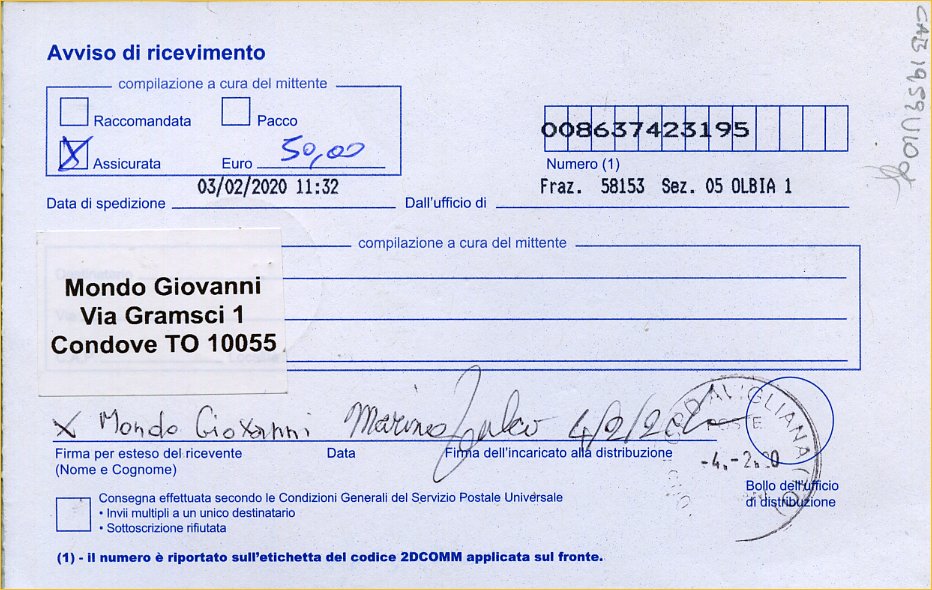 Avviso di ricevimento
compilazione a cura del mittente
Raccomandata Pacco
X Assicurata Euro 50,00
008637423195
Numero (1)
Data di spedizione 03/02/2020 11:32 Dall'ufficio di Fraz. 58153 Sez. 05 OLBIA 1
compilazione a cura del mittente
Mondo Giovanni
Via Gramsci 1
Condove TO 10055
X Mondo Giovanni Marino 4/2/202
Firma per esteso del ricevente
(Nome e Cognome)
Data
Firma dell'incaricato alla distribuzione
AVIGLIANA (TO)
POSTE
-4.-2.20
Bollo dell'ufficio
di distribuzione
Consegna effettuata secondo le Condizioni Generali del Servizio Postale Universale
• Invii multipli a un unico destinatario
• Sottoscrizione rifiutata
(1) - il numero è riportato sull'etichetta del codice 2DCOMM applicata sul fronte.